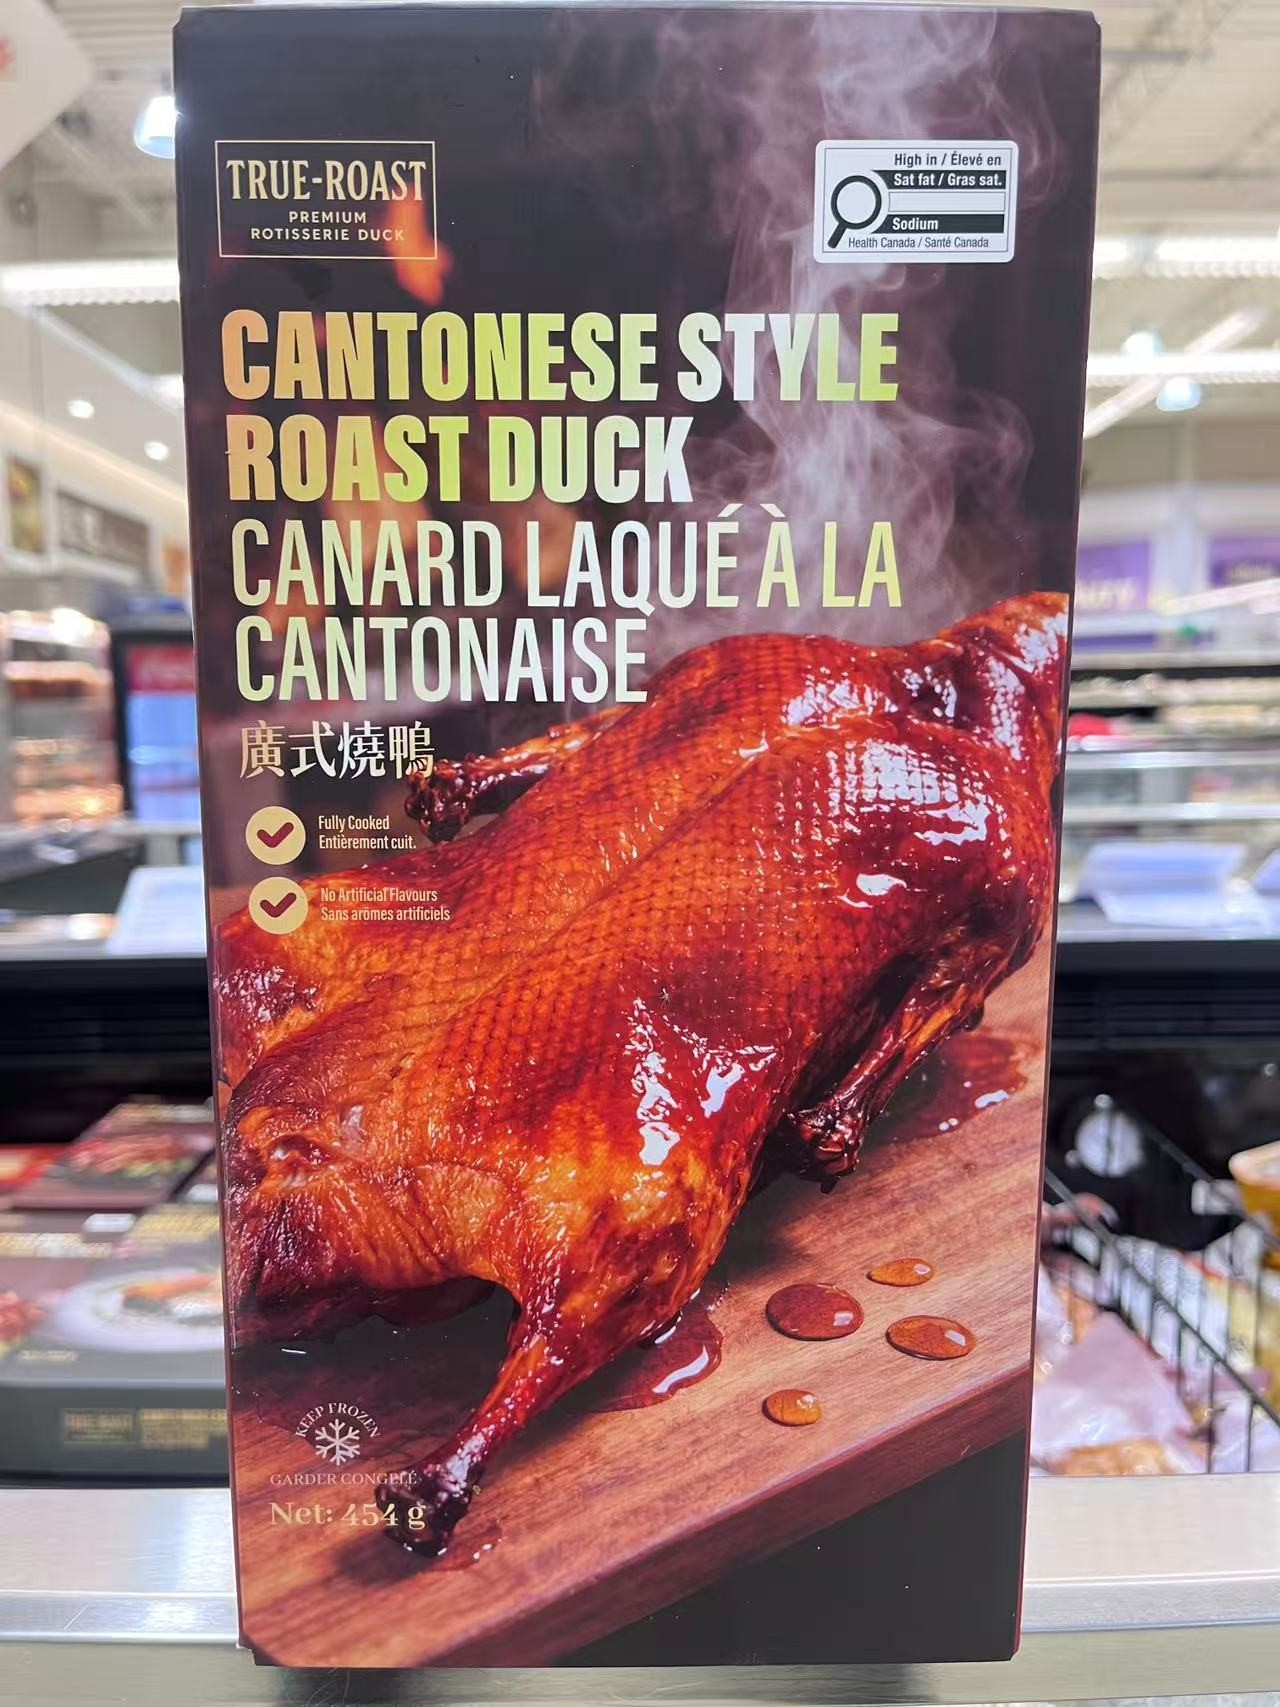 TRUE-ROAST
PREMIUM
ROTISSERIE DUCK
High in / Élevé en
Sat fat / Gras sat.
Sodium
Health Canada / Santé Canada
CANTONESE STYLE
ROAST DUCK
CANARD LAQUÉ À LA
CANTONAISE
廣式燒鴨
Fully Cooked
Entièrement cuit.
No Artificial Flavours
Sans arômes artificiels
KEEP FROZEN
GARDER CONGELÉ
Net: 454 g